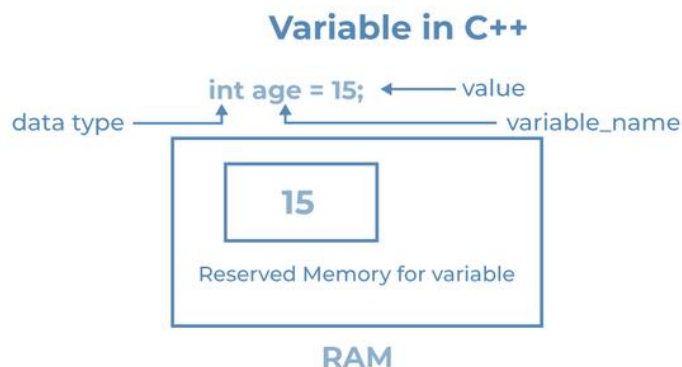 Variable in C++
int age = 15;
value
data type
variable_name
15
Reserved Memory for variable
RAM